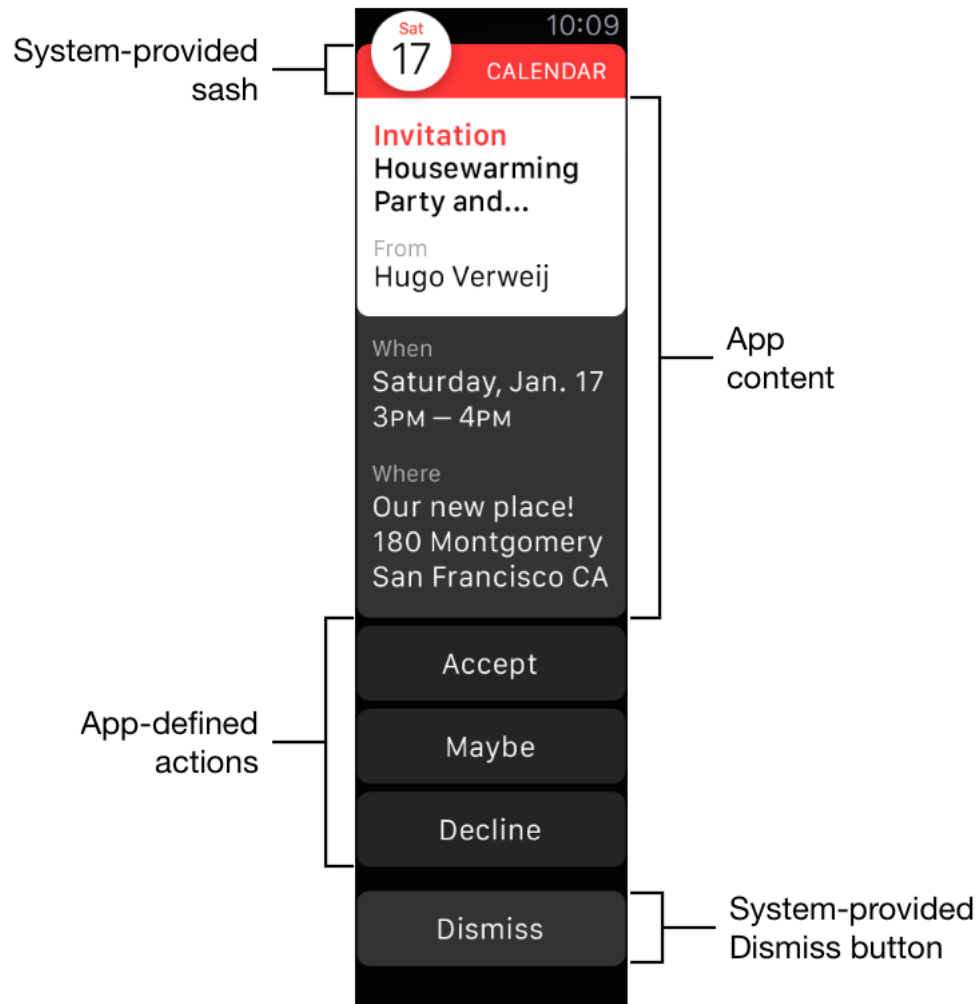 System-provided
sash
10:09
Sat
17
CALENDAR
Invitation
Housewarming
Party and...
From
Hugo Verweij
When
Saturday, Jan. 17
3PM – 4PM
Where
Our new place!
180 Montgomery
San Francisco CA
App
content
App-defined
actions
Accept
Maybe
Decline
Dismiss
System-provided
Dismiss button